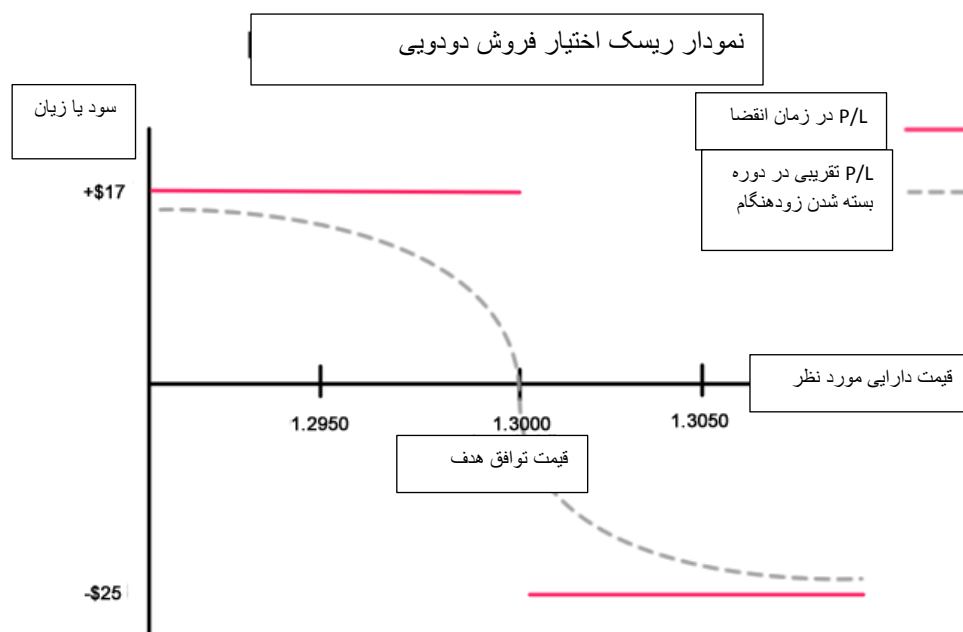 نمودار ریسک اختیار فروش دودویی
سود یا زیان
P/L در زمان انقضا
P/L تقریبی در دوره
بسته شدن زودهنگام
+$17
قیمت دارایی مورد نظر
1.2950
1.3000
1.3050
قیمت توافق هدف
-$25